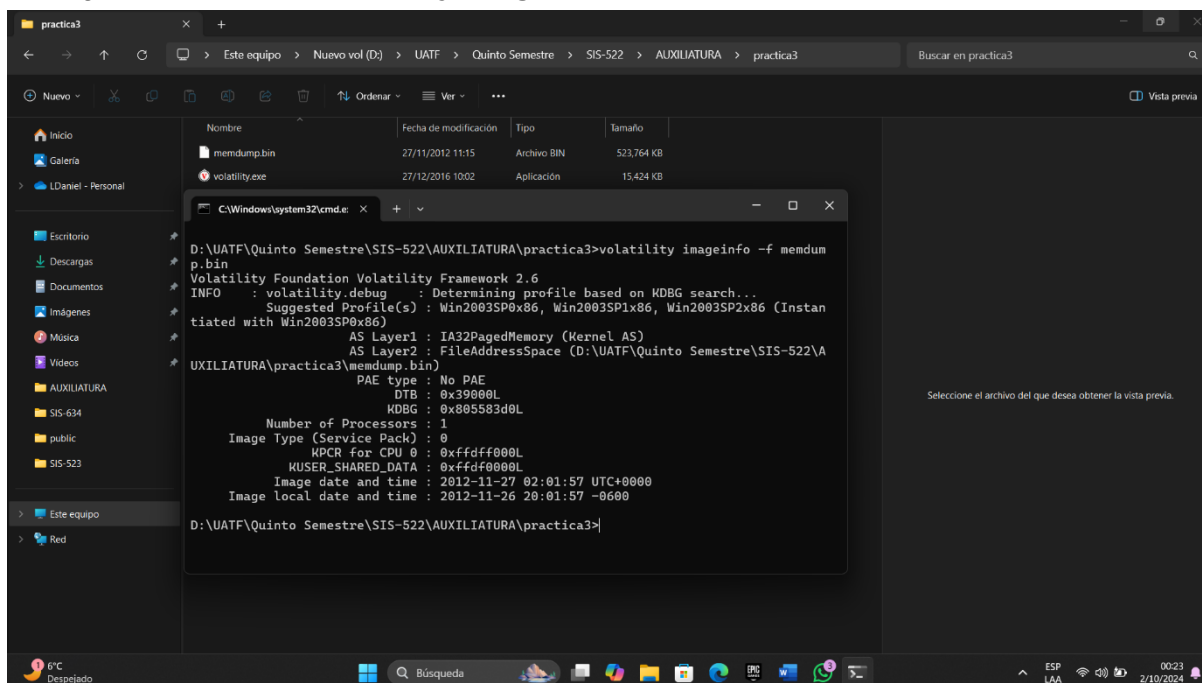 practica3
Este equipo > Nuevo vol (D:) > UATF > Quinto Semestre > SIS-522 > AUXILIATURA > practica3
Buscar en practica3
Nuevo
Ordenar
Ver
Vista previa
Inicio
Galería
LDaniel - Personal
Escritorio
Descargas
Documentos
Imágenes
Música
Vídeos
AUXILIATURA
SIS-634
public
SIS-523
Este equipo
Red
Nombre Fecha de modificación Tipo Tamaño
memdump.bin 27/11/2012 11:15 Archivo BIN 523,764 KB
volatility.exe 27/12/2016 10:02 Aplicación 15,424 KB
C:\Windows\system32\cmd.e:
D:\UATF\Quinto Semestre\SIS-522\AUXILIATURA\practica3>volatility imageinfo -f memdum
p.bin
Volatility Foundation Volatility Framework 2.6
INFO : volatility.debug : Determining profile based on KDBG search...
Suggested Profile(s) : Win2003SP0x86, Win2003SP1x86, Win2003SP2x86 (Instan
tiated with Win2003SP0x86)
AS Layer1 : IA32PagedMemory (Kernel AS)
AS Layer2 : FileAddressSpace (D:\UATF\Quinto Semestre\SIS-522\A
UXILIATURA\practica3\memdump.bin)
PAE type : No PAE
DTB : 0x39000L
KDBG : 0x805583d0L
Number of Processors : 1
Image Type (Service Pack) : 0
KPCR for CPU 0 : 0xffdff000L
KUSER_SHARED_DATA : 0xffdf0000L
Image date and time : 2012-11-27 02:01:57 UTC+0000
Image local date and time : 2012-11-26 20:01:57 -0600
D:\UATF\Quinto Semestre\SIS-522\AUXILIATURA\practica3>
Seleccione el archivo del que desea obtener la vista previa.
1
6°C
Despejado
Búsqueda
EPIC
3
ESP
LAA
00:23
2/10/2024